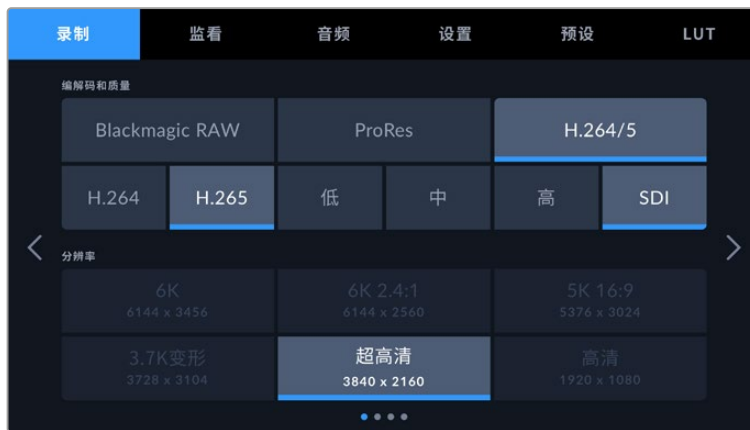 录制 监看 音频 设置 预设 LUT
编解码和质量
Blackmagic RAW ProRes H.264/5
H.264 H.265 低 中 高 SDI
分辨率
6K 6K 2.4:1 5K 16:9
6144 x 3456 6144 x 2560 5376 x 3024
3.7K变形 超高清 高清
3728 x 3104 3840 x 2160 1920 x 1080